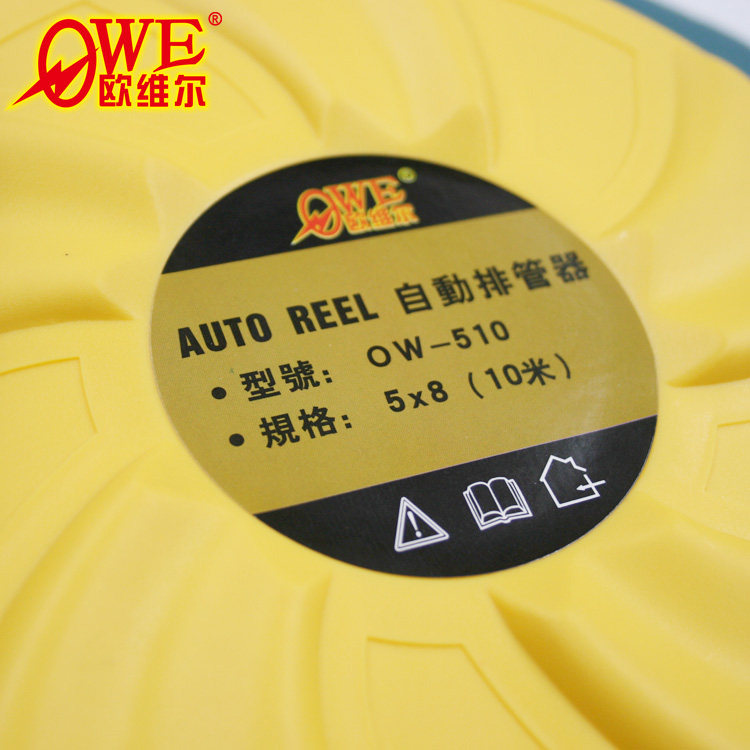 OWE®
欧维尔
OWE®
欧维尔
AUTO REEL 自動排管器
• 型號: OW-510
• 規格: 5x8 (10米)